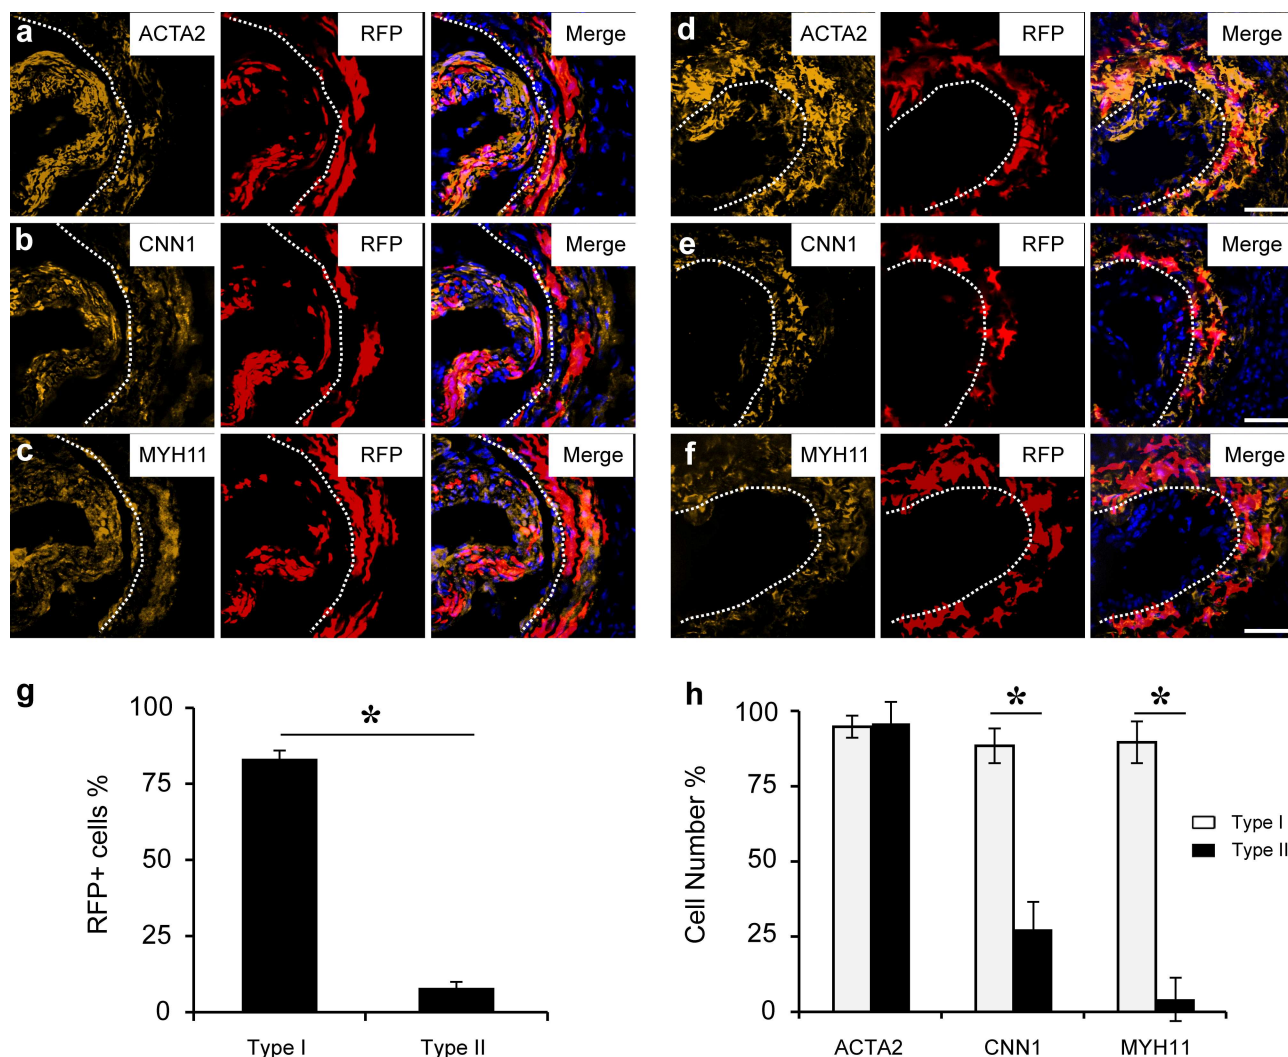 a ACTA2 RFP Merge
d ACTA2 RFP Merge
b CNN1 RFP Merge
e CNN1 RFP Merge
c MYH11 RFP Merge
f MYH11 RFP Merge
g
*
100
75
50
25
0
RFP+ cells %
Type I Type II
h
* *
100
75
50
25
0
Cell Number %
Type I
Type II
ACTA2 CNN1 MYH11